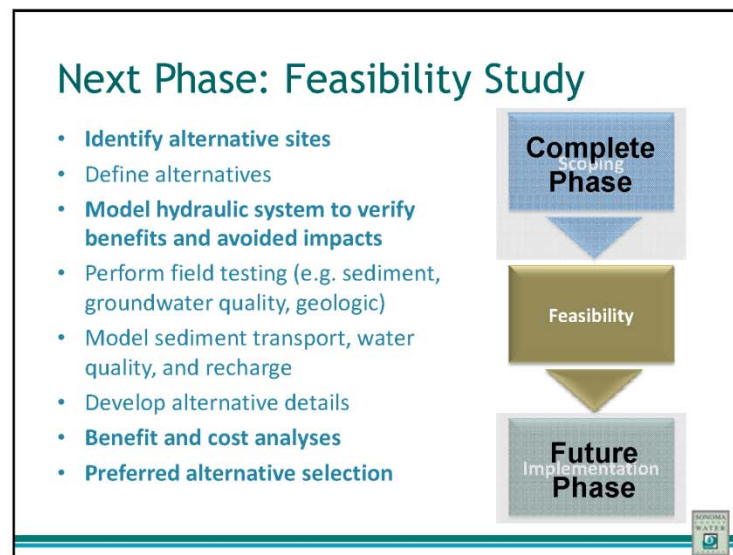 Next Phase: Feasibility Study
• Identify alternative sites
• Define alternatives
• Model hydraulic system to verify
benefits and avoided impacts
• Perform field testing (e.g. sediment,
groundwater quality, geologic)
• Model sediment transport, water
quality, and recharge
• Develop alternative details
• Benefit and cost analyses
• Preferred alternative selection
Complete
Scoping
Phase
Feasibility
Future
Implementation
Phase
SONOMA
COUNTY
WATER
AGENCY